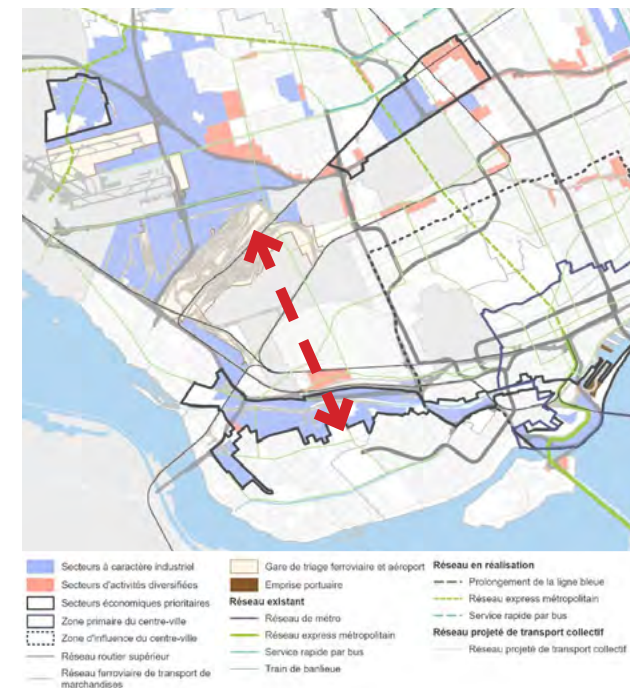 Secteurs à caractère industriel
Secteurs d'activités diversifiées
Secteurs économiques prioritaires
Zone primaire du centre-ville
Zone d'influence du centre-ville
Réseau routier supérieur
Réseau ferroviaire de transport de
marchandises
Gare de triage ferroviaire et aéroport
Emprise portuaire
Réseau existant
Réseau de métro
Réseau express métropolitain
Service rapide par bus
Train de banlieue
Réseau en réalisation
Prolongement de la ligne bleue
Réseau express métropolitain
Service rapide par bus
Réseau projeté de transport collectif
Réseau projeté de transport collectif